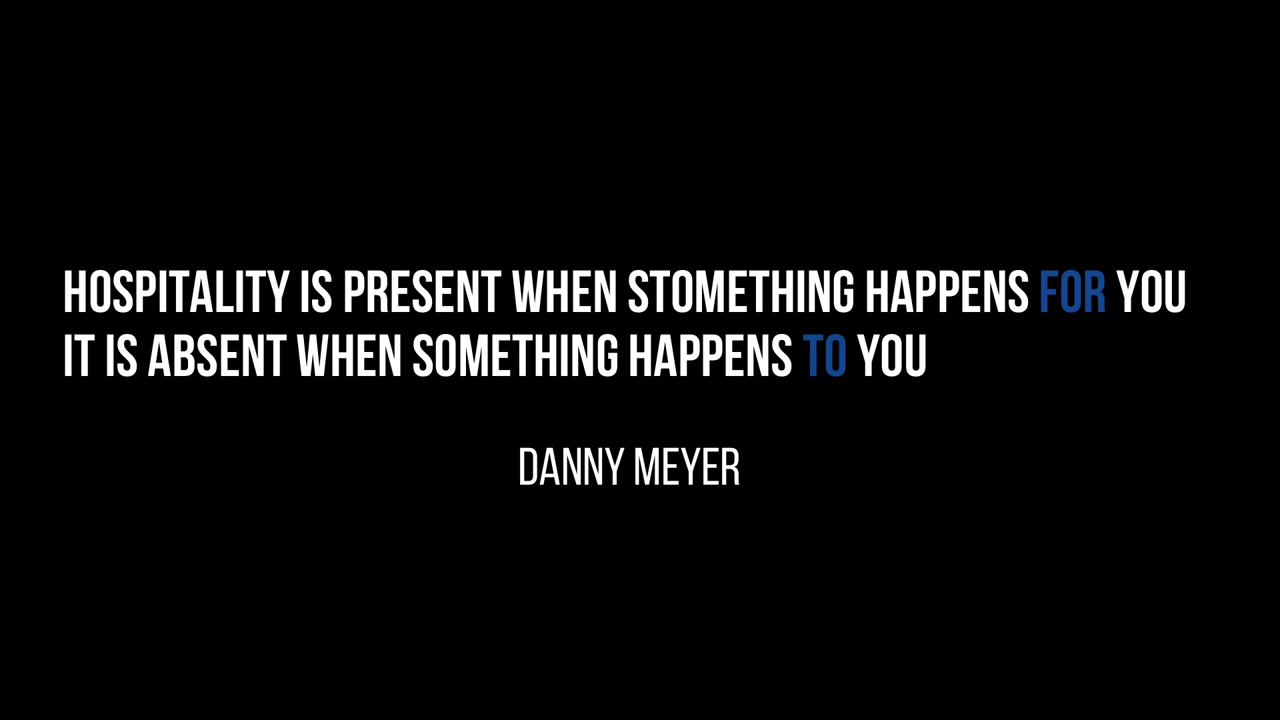 HOSPITALITY IS PRESENT WHEN STOMETHING HAPPENS FOR YOU
IT IS ABSENT WHEN SOMETHING HAPPENS TO YOU
DANNY MEYER